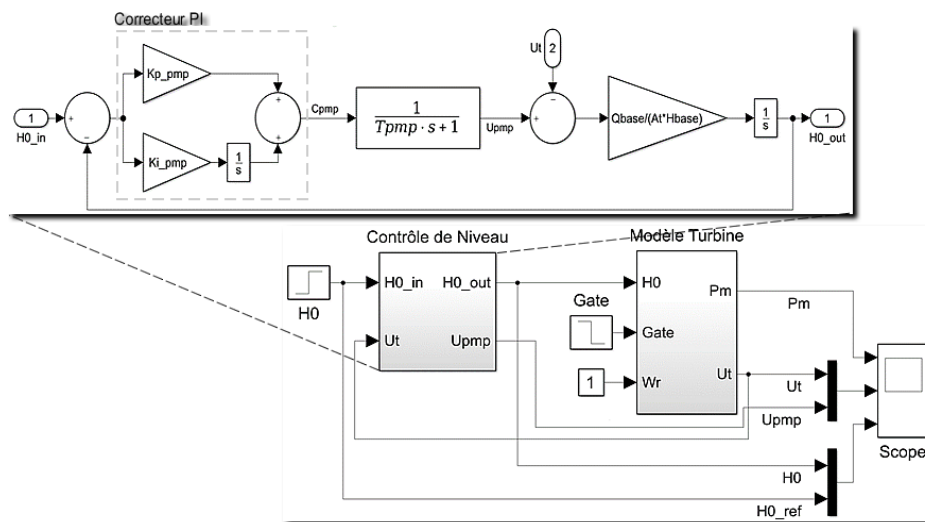 Correcteur PI
Kp_pmp
Ut 2
1
H0_in
+
-
+
+
Cpmp
1
Tpmp · s + 1
Upmp
+
-
Qbase/(At*Hbase)
1
s
1
H0_out
Ki_pmp
1
s
Contrôle de Niveau
Modèle Turbine
H0
H0_in
H0_out
Ut
Upmp
Gate
1
H0
Gate
Wr
Pm
Ut
Pm
Ut
Upmp
H0
H0_ref
Scope